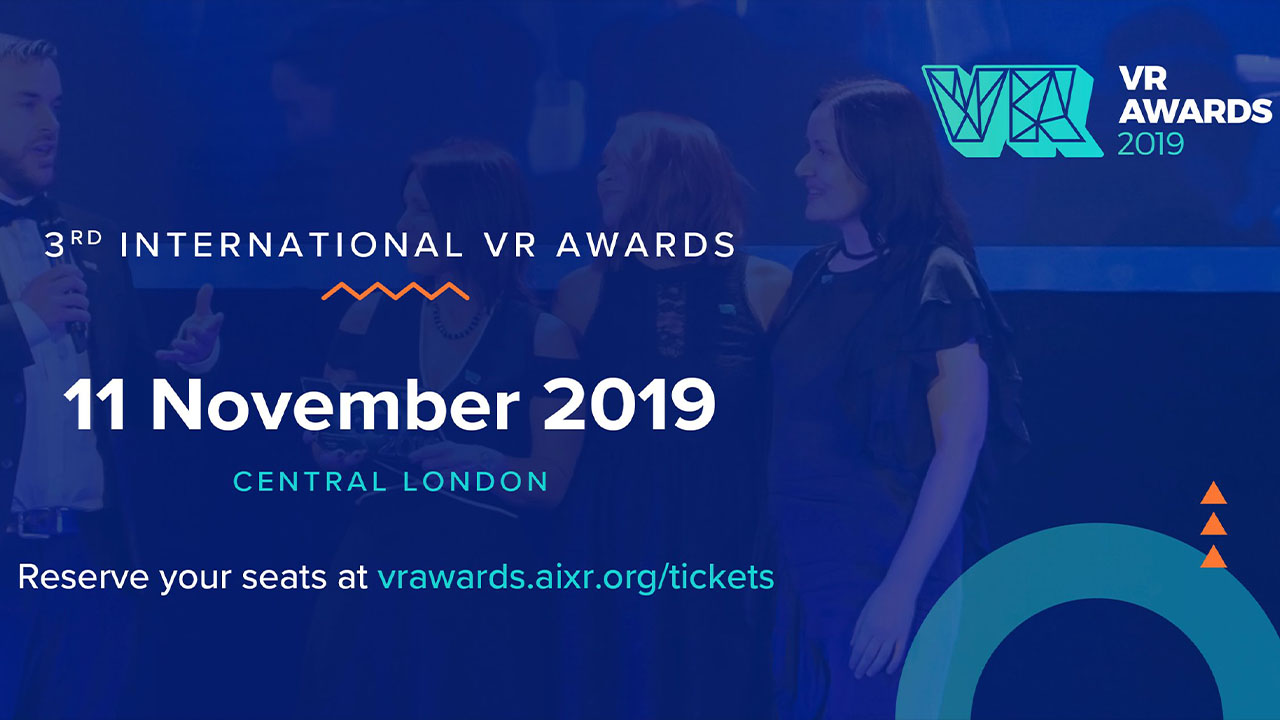 VR
VR
AWARDS
2019
3RD INTERNATIONAL VR AWARDS
11 November 2019
CENTRAL LONDON
Reserve your seats at vrawards.aixr.org/tickets